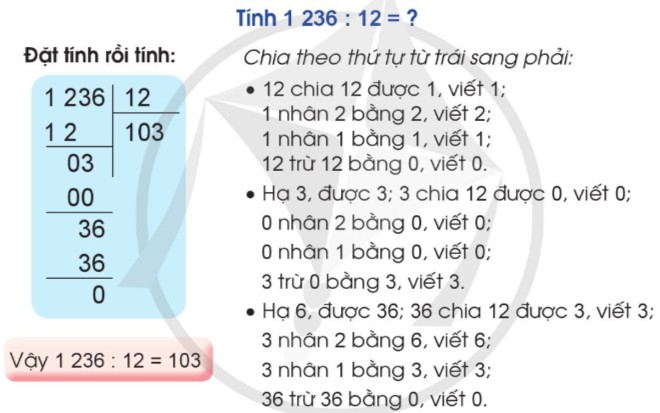 Tính 1 236 : 12 = ?
Đặt tính rồi tính:
1 236 12
1 2 103
03
00
36
36
0
Vậy 1 236 : 12 = 103
Chia theo thứ tự từ trái sang phải:
• 12 chia 12 được 1, viết 1;
1 nhân 2 bằng 2, viết 2;
1 nhân 1 bằng 1, viết 1;
12 trừ 12 bằng 0, viết 0.
• Hạ 3, được 3; 3 chia 12 được 0, viết 0;
0 nhân 2 bằng 0, viết 0;
0 nhân 1 bằng 0, viết 0;
3 trừ 0 bằng 3, viết 3.
• Hạ 6, được 36; 36 chia 12 được 3, viết 3;
3 nhân 2 bằng 6, viết 6;
3 nhân 1 bằng 3, viết 3;
36 trừ 36 bằng 0, viết 0.